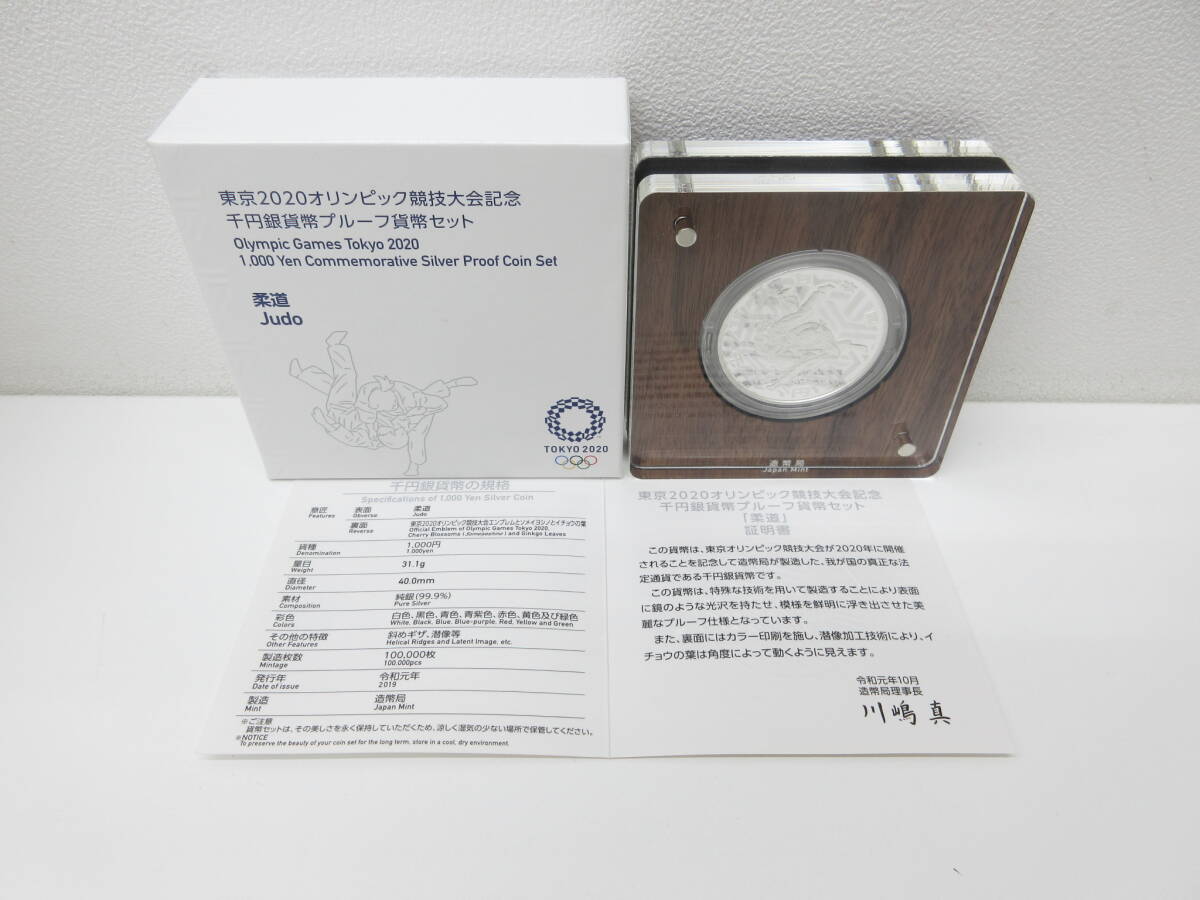 東京2020オリンピック競技大会記念
千円銀貨幣プルーフ貨幣セット
Olympic Games Tokyo 2020
1,000 Yen Commemorative Silver Proof Coin Set
柔道
Judo
TOKYO 2020
造幣局
Japan Mint
千円銀貨幣の規格
Specifications of 1,000 Yen Silver Coin
意匠 表面 柔道
Features Obverse Judo
裏面 東京2020オリンピック競技大会エンブレムとソメイヨシノとイチョウの葉
Reverse Official Emblem of Olympic Games Tokyo 2020,
Cherry Blossoms (Someiyoshino) and Ginkgo Leaves
貨種 1,000円
Denomination 1,000yen
量目 31.1g
Weight
直径 40.0mm
Diameter
素材 純銀(99.9%)
Composition Pure Silver
彩色 白色、黒色、青色、青紫色、赤色、黄色及び緑色
Colors White, Black, Blue, Blue-purple, Red, Yellow and Green
その他の特徴 斜めギザ、潜像等
Other Features Helical Ridges and Latent Image, etc.
製造枚数 100,000枚
Mintage 100,000pcs
発行年 令和元年
Date of issue 2019
製造 造幣局
Mint Japan Mint
※ご注意
貨幣セットは、その美しさを永く保持していただくため、涼しく湿気の少ない場所で保管してください。
※NOTICE
To preserve the beauty of your coin set for the long term, store in a cool, dry environment.
東京2020オリンピック競技大会記念
千円銀貨幣プルーフ貨幣セット
「柔道」
証明書
この貨幣は、東京オリンピック競技大会が2020年に開催
されることを記念して造幣局が製造した、我が国の真正な法
定通貨である千円銀貨幣です。
この貨幣は、特殊な技術を用いて製造することにより表面
に鏡のような光沢を持たせ、模様を鮮明に浮き出させた美
麗なプルーフ仕様となっています。
また、裏面にはカラー印刷を施し、潜像加工技術により、イ
チョウの葉は角度によって動くように見えます。
令和元年10月
造幣局理事長
川嶋 真